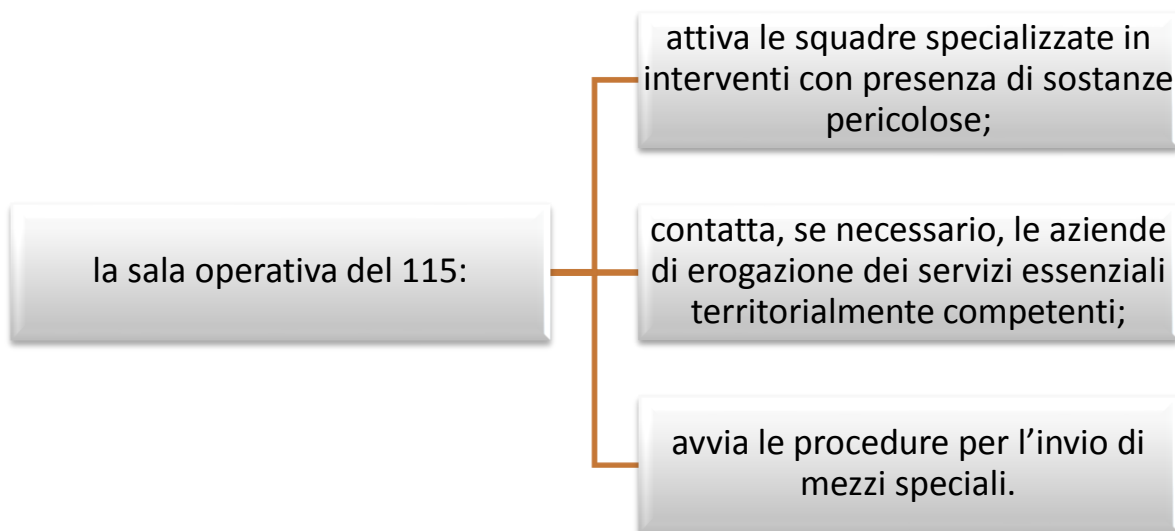 la sala operativa del 115:
attiva le squadre specializzate in
interventi con presenza di sostanze
pericolose;
contatta, se necessario, le aziende
di erogazione dei servizi essenziali
territorialmente competenti;
avvia le procedure per l’invio di
mezzi speciali.